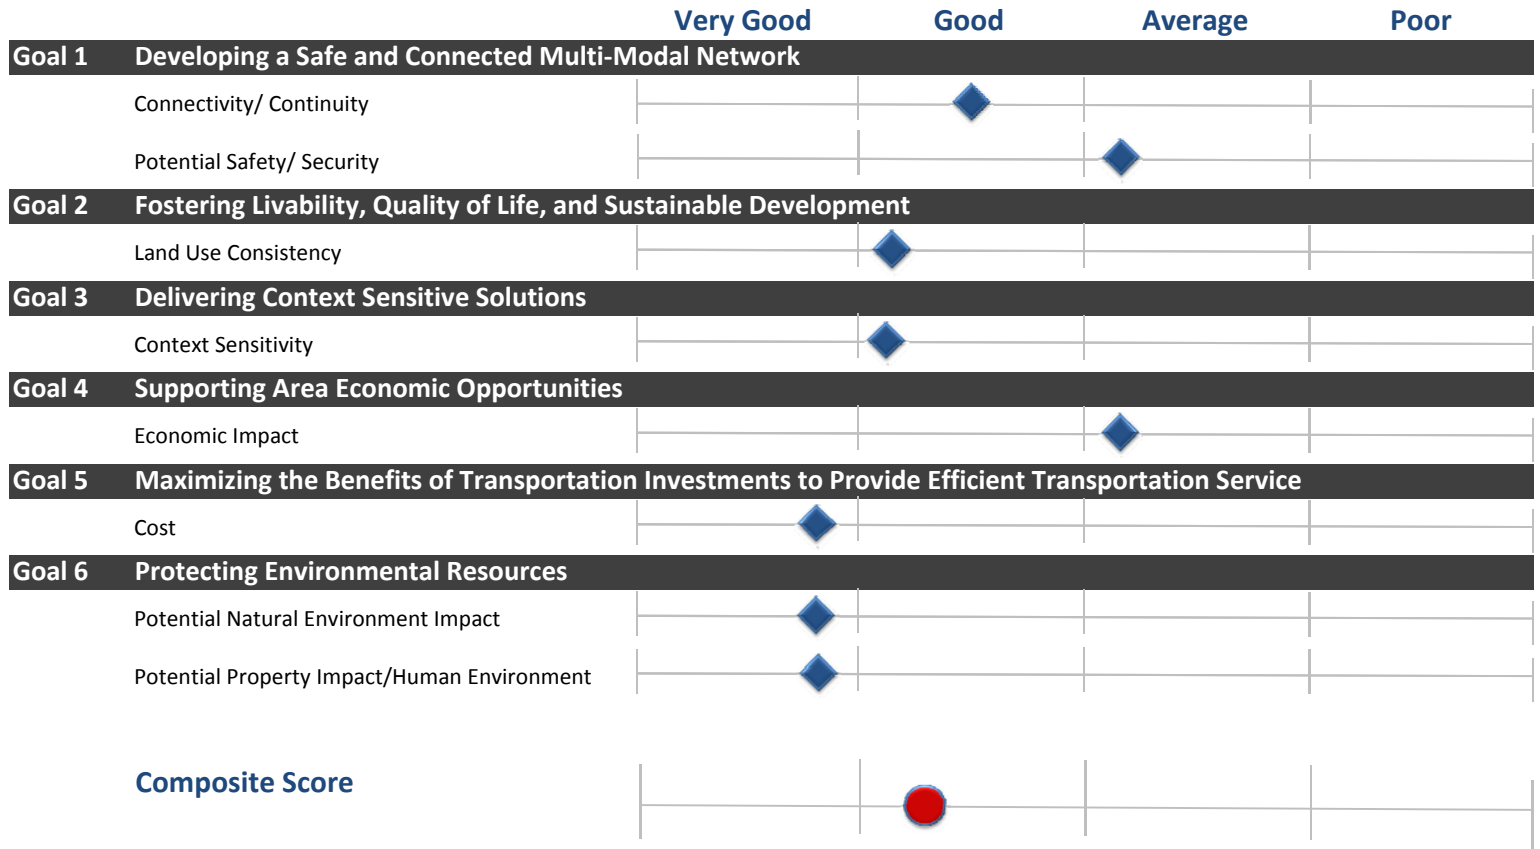 Very Good Good Average Poor
Goal 1 Developing a Safe and Connected Multi-Modal Network
Connectivity/ Continuity
Potential Safety/ Security
Goal 2 Fostering Livability, Quality of Life, and Sustainable Development
Land Use Consistency
Goal 3 Delivering Context Sensitive Solutions
Context Sensitivity
Goal 4 Supporting Area Economic Opportunities
Economic Impact
Goal 5 Maximizing the Benefits of Transportation Investments to Provide Efficient Transportation Service
Cost
Goal 6 Protecting Environmental Resources
Potential Natural Environment Impact
Potential Property Impact/Human Environment
Composite Score